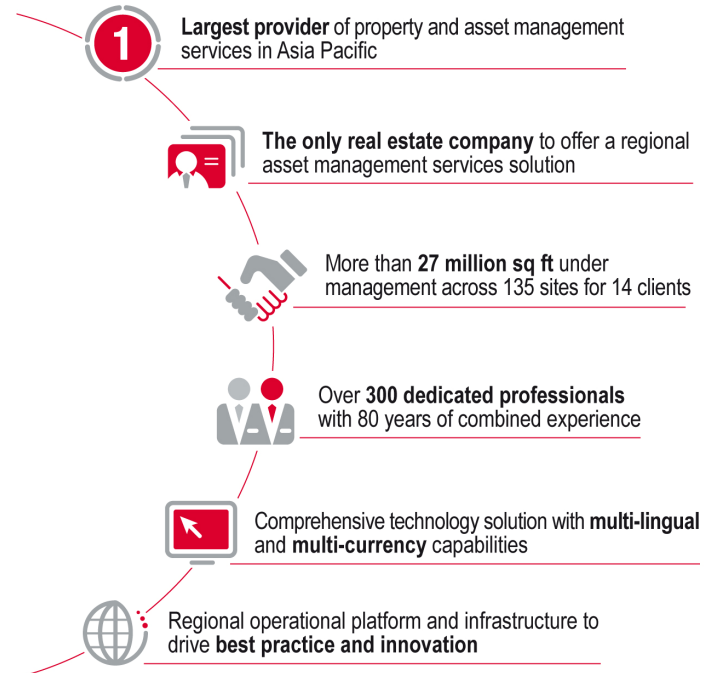 1
Largest provider of property and asset management
services in Asia Pacific
The only real estate company to offer a regional
asset management services solution
More than 27 million sq ft under
management across 135 sites for 14 clients
Over 300 dedicated professionals
with 80 years of combined experience
Comprehensive technology solution with multi-lingual
and multi-currency capabilities
Regional operational platform and infrastructure to
drive best practice and innovation